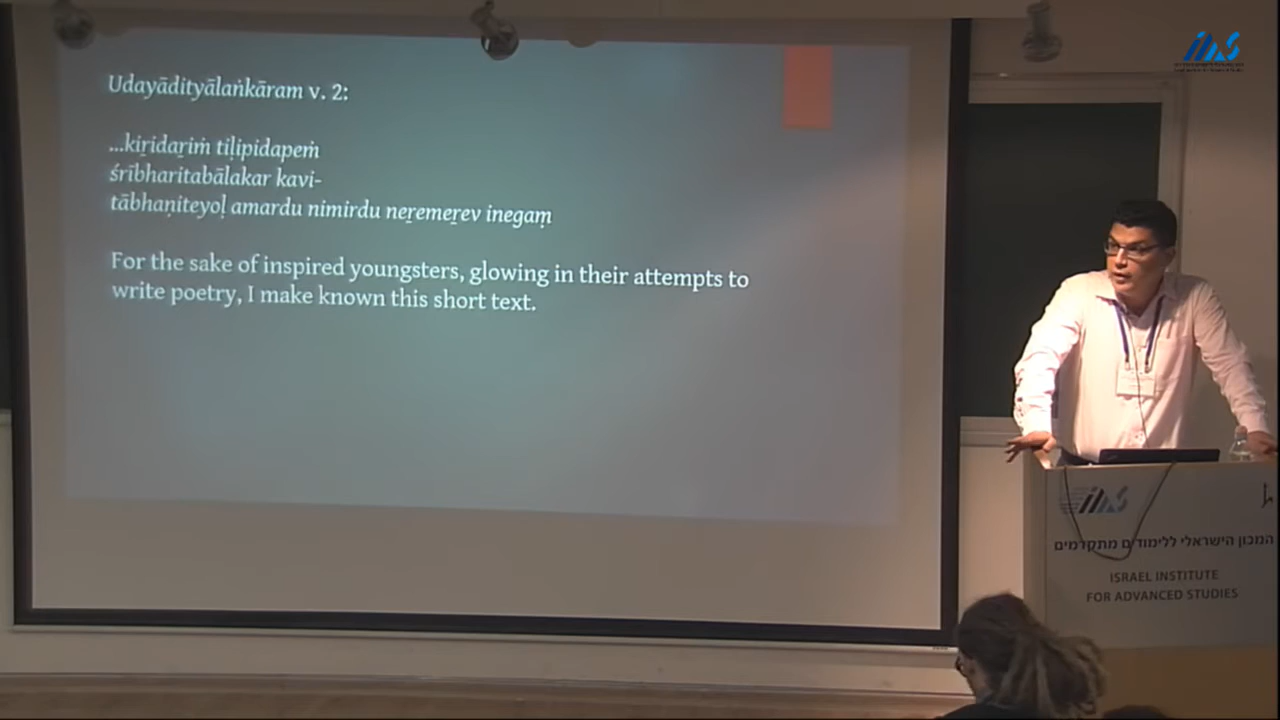 Udayādityālaṅkāram v. 2:
...kiṟidaṟiṁ tiḷipidapeṁ
śrībharitabālakar kavi-
tābhaṇiteyoḷ amardu nimirdu neṟemeṟev inegaṃ
For the sake of inspired youngsters, glowing in their attempts to
write poetry, I make known this short text.
המכון הישראלי ללימודים מתקדמים
ISRAEL INSTITUTE
FOR ADVANCED STUDIES